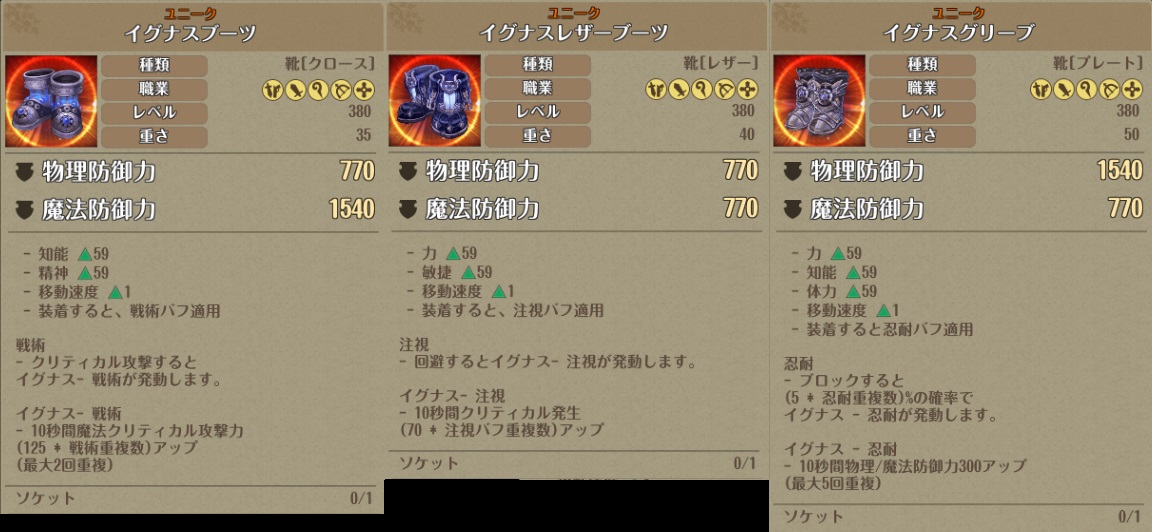 ユニーク
イグナスブーツ
種類 靴[クロース]
職業
レベル 380
重さ 35
物理防御力 770
魔法防御力 1540
- 知能 ▲59
- 精神 ▲59
- 移動速度 ▲1
- 装着すると、戦術バフ適用
戦術
- クリティカル攻撃すると
イグナス- 戦術が発動します。
イグナス- 戦術
- 10秒間魔法クリティカル攻撃力
(125 * 戦術重複数)アップ
(最大2回重複)
ソケット 0/1
ユニーク
イグナスレザーブーツ
種類 靴[レザー]
職業
レベル 380
重さ 40
物理防御力 770
魔法防御力 770
- 力 ▲59
- 敏捷 ▲59
- 移動速度 ▲1
- 装着すると、注視バフ適用
注視
- 回避するとイグナス- 注視が発動します。
イグナス- 注視
- 10秒間クリティカル発生
(70 * 注視バフ重複数)アップ
ソケット 0/1
ユニーク
イグナスグリーブ
種類 靴[プレート]
職業
レベル 380
重さ 50
物理防御力 1540
魔法防御力 770
- 力 ▲59
- 知能 ▲59
- 体力 ▲59
- 移動速度 ▲1
- 装着すると忍耐バフ適用
忍耐
- ブロックすると
(5 * 忍耐重複数)%の確率で
イグナス - 忍耐が発動します。
イグナス - 忍耐
- 10秒間物理/魔法防御力300アップ
(最大5回重複)
ソケット 0/1